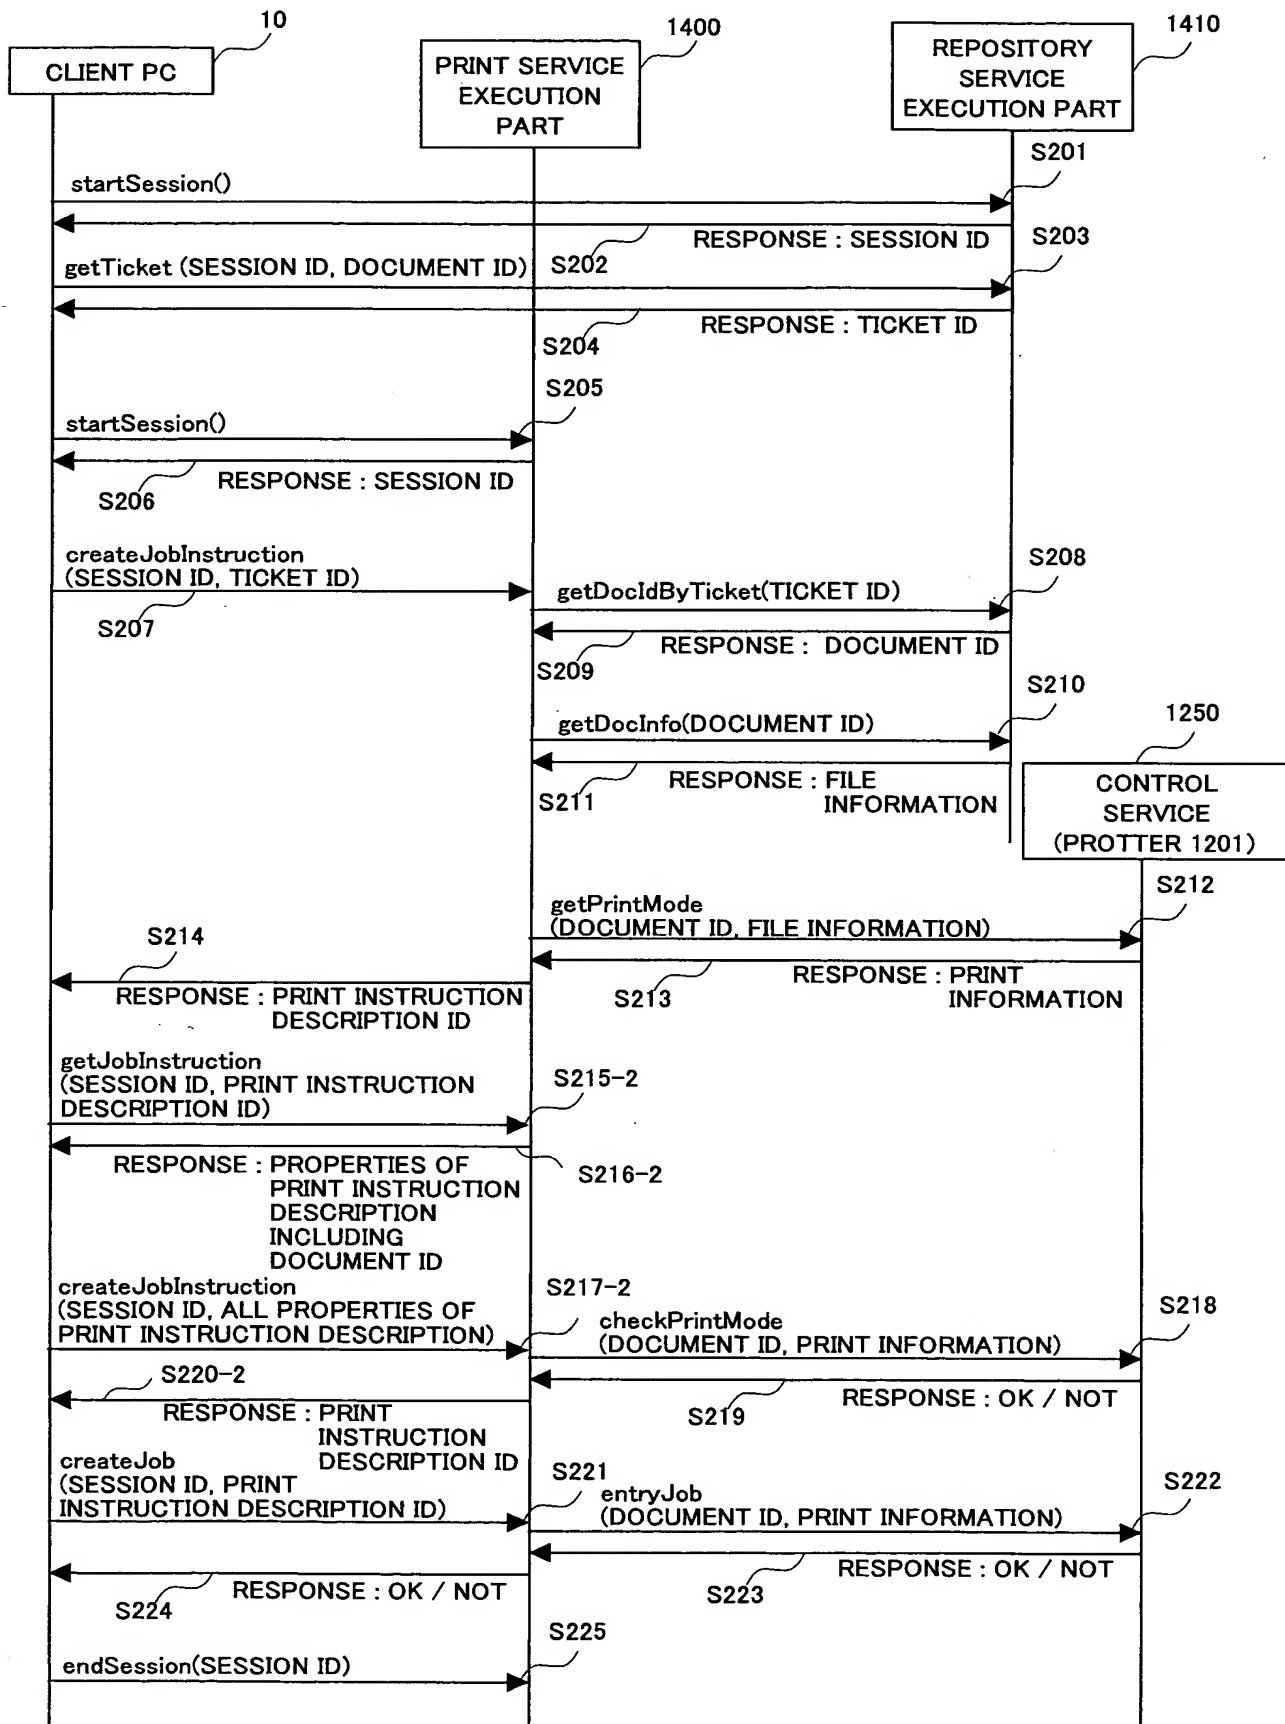 10
CLIENT PC
1400
PRINT SERVICE
EXECUTION
PART
1410
REPOSITORY
SERVICE
EXECUTION PART
S201
startSession()
RESPONSE : SESSION ID
S202
S203
getTicket (SESSION ID, DOCUMENT ID)
RESPONSE : TICKET ID
S204
S205
startSession()
RESPONSE : SESSION ID
S206
createJobInstruction
(SESSION ID, TICKET ID)
S207
S208
getDocIdByTicket(TICKET ID)
RESPONSE : DOCUMENT ID
S209
S210
getDocInfo(DOCUMENT ID)
RESPONSE : FILE
INFORMATION
S211
1250
CONTROL
SERVICE
(PROTTER 1201)
S212
getPrintMode
(DOCUMENT ID, FILE INFORMATION)
RESPONSE : PRINT
INFORMATION
S213
S214
RESPONSE : PRINT INSTRUCTION
DESCRIPTION ID
getJobInstruction
(SESSION ID, PRINT INSTRUCTION
DESCRIPTION ID)
S215-2
RESPONSE : PROPERTIES OF
PRINT INSTRUCTION
DESCRIPTION
INCLUDING
DOCUMENT ID
S216-2
createJobInstruction
(SESSION ID, ALL PROPERTIES OF
PRINT INSTRUCTION DESCRIPTION)
S217-2
checkPrintMode
(DOCUMENT ID, PRINT INFORMATION)
S218
RESPONSE : OK / NOT
S219
S220-2
RESPONSE : PRINT
INSTRUCTION
DESCRIPTION ID
createJob
(SESSION ID, PRINT
INSTRUCTION DESCRIPTION ID)
S221
entryJob
(DOCUMENT ID, PRINT INFORMATION)
S222
RESPONSE : OK / NOT
S223
RESPONSE : OK / NOT
S224
S225
endSession(SESSION ID)